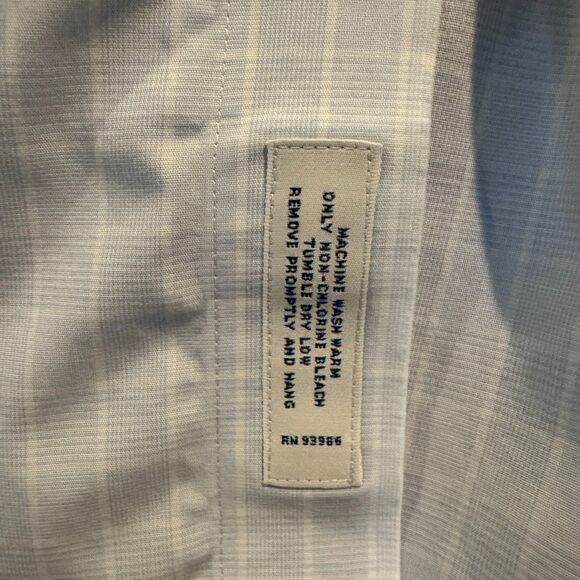 MACHINE WASH WARM
ONLY NON-CHLORINE BLEACH
TUMBLE DRY LOW
REMOVE PROMPTLY AND HANG
RN 93986